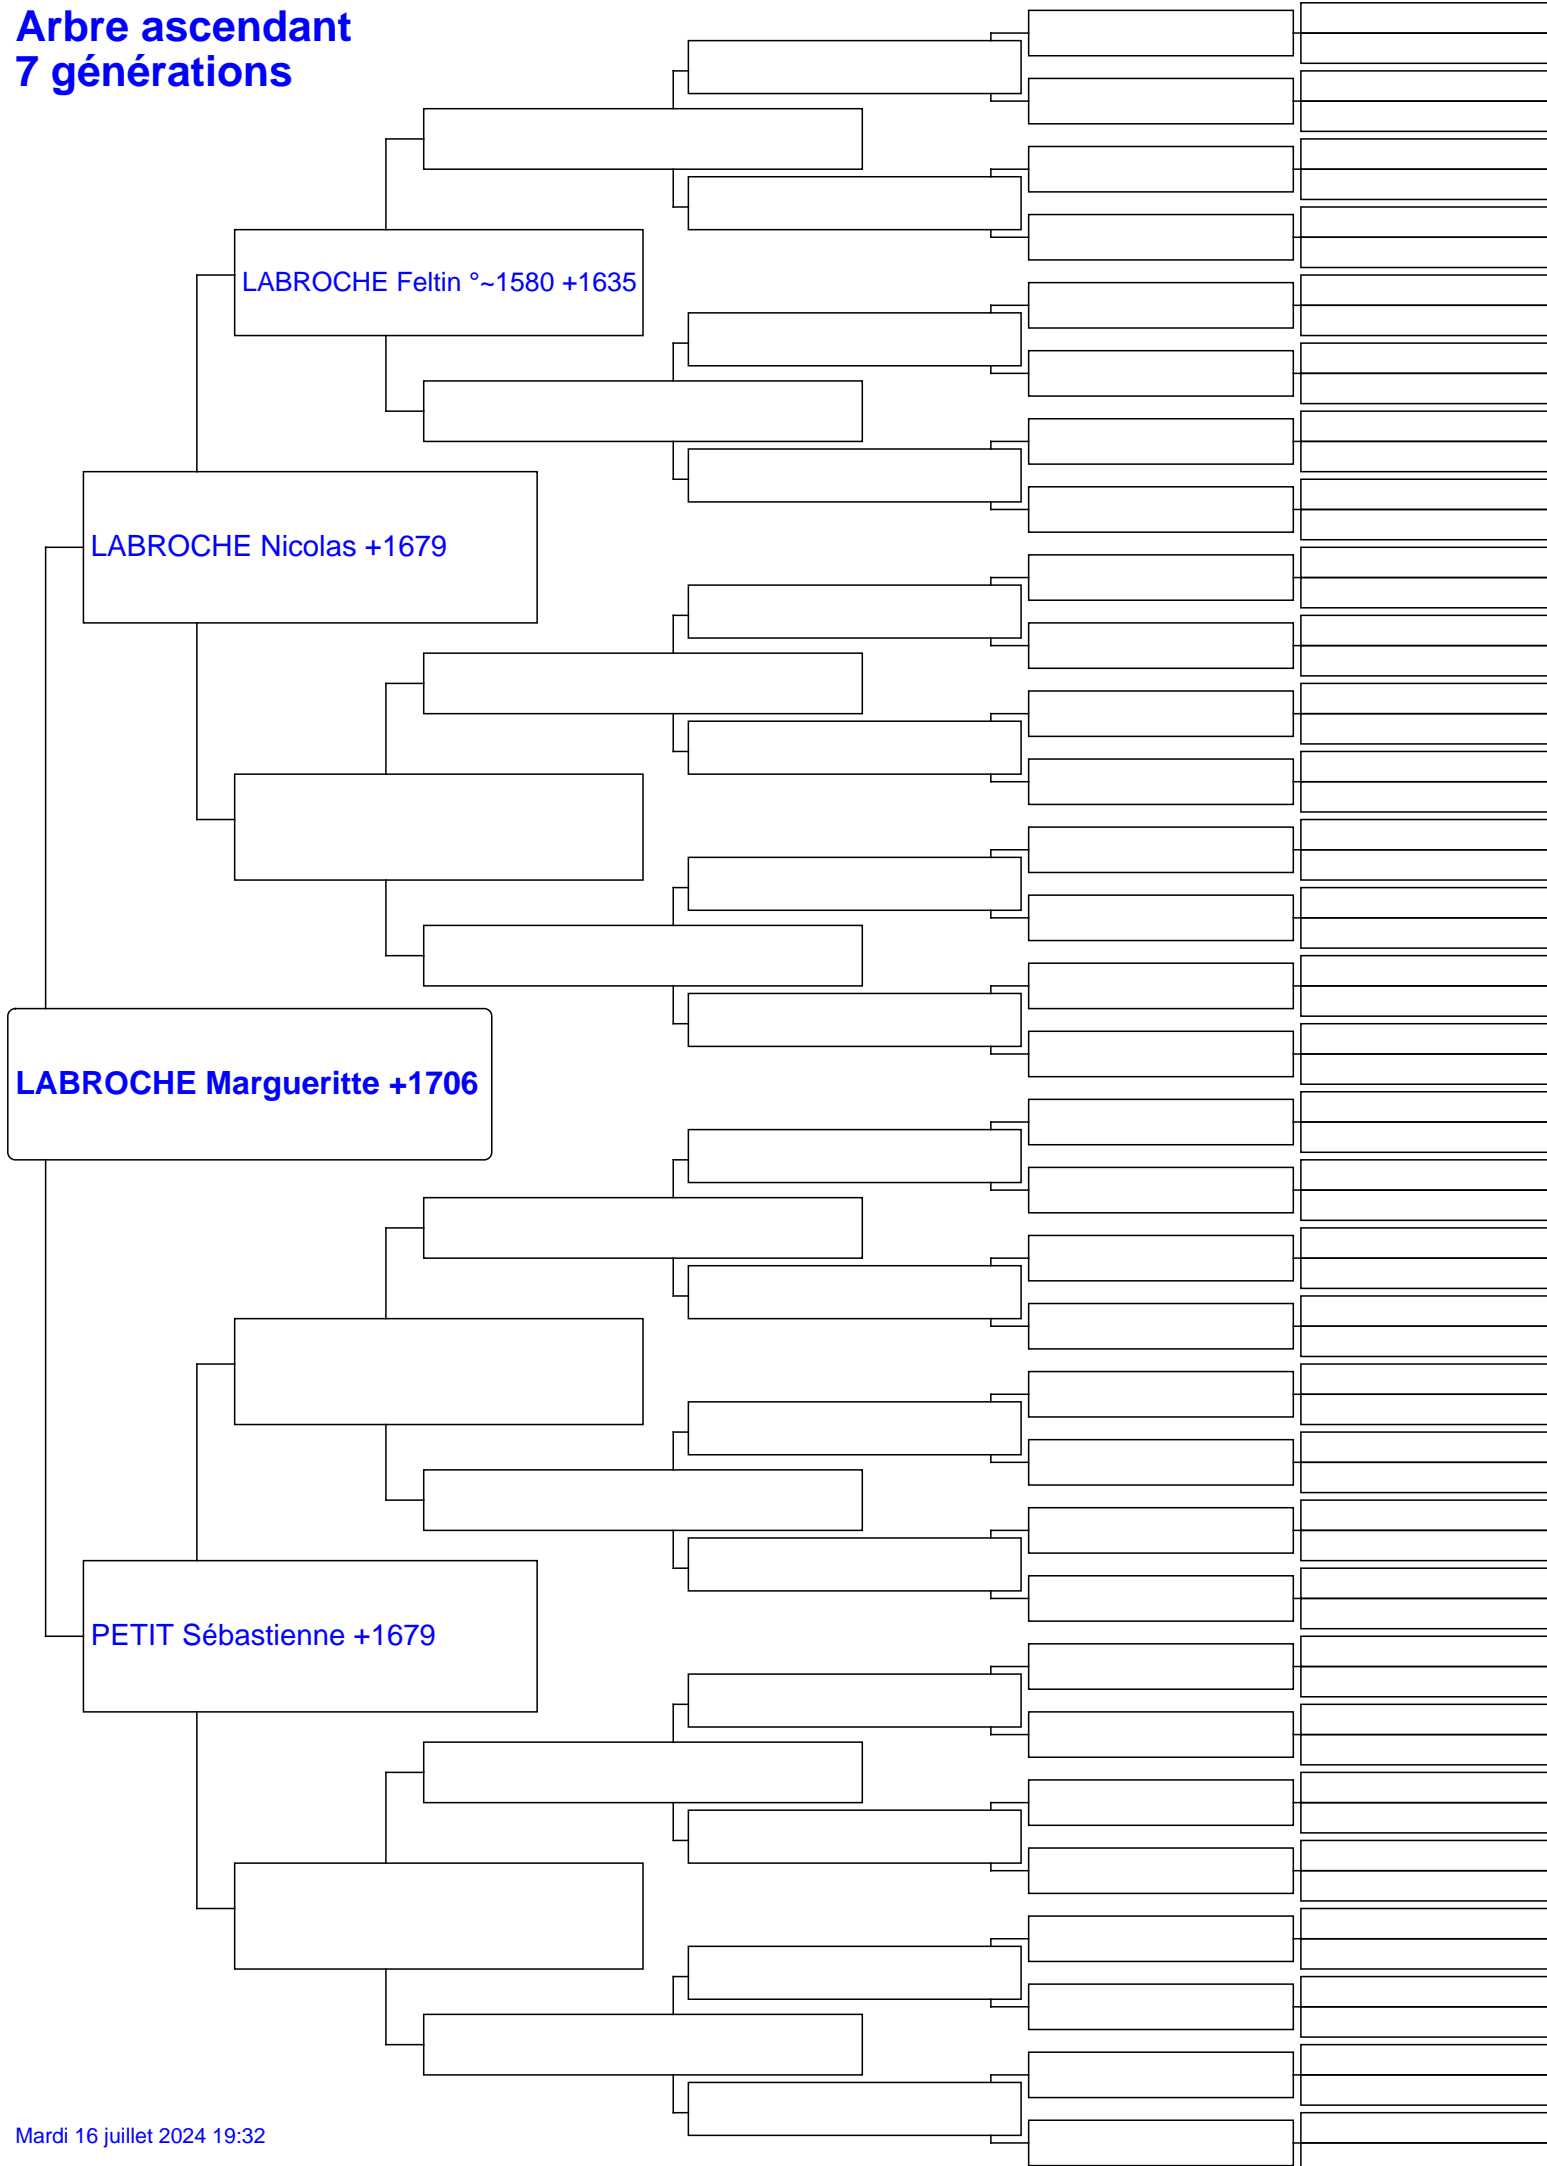 Arbre ascendant
7 générations
LABROCHE Feltin °~1580 +1635
LABROCHE Nicolas +1679
LABROCHE Margueritte +1706
PETIT Sébastienne +1679
Mardi 16 juillet 2024 19:32